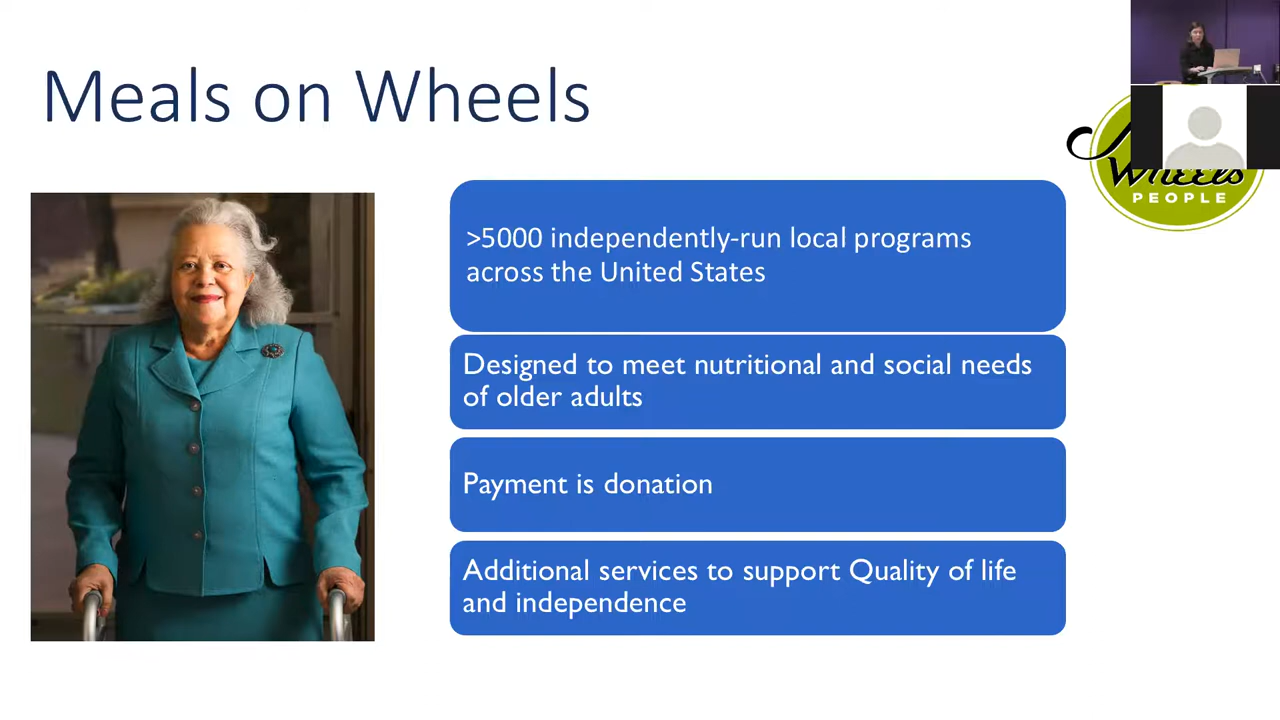 Meals on Wheels
Wheels
PEOPLE
>5000 independently-run local programs
across the United States
Designed to meet nutritional and social needs
of older adults
Payment is donation
Additional services to support Quality of life
and independence